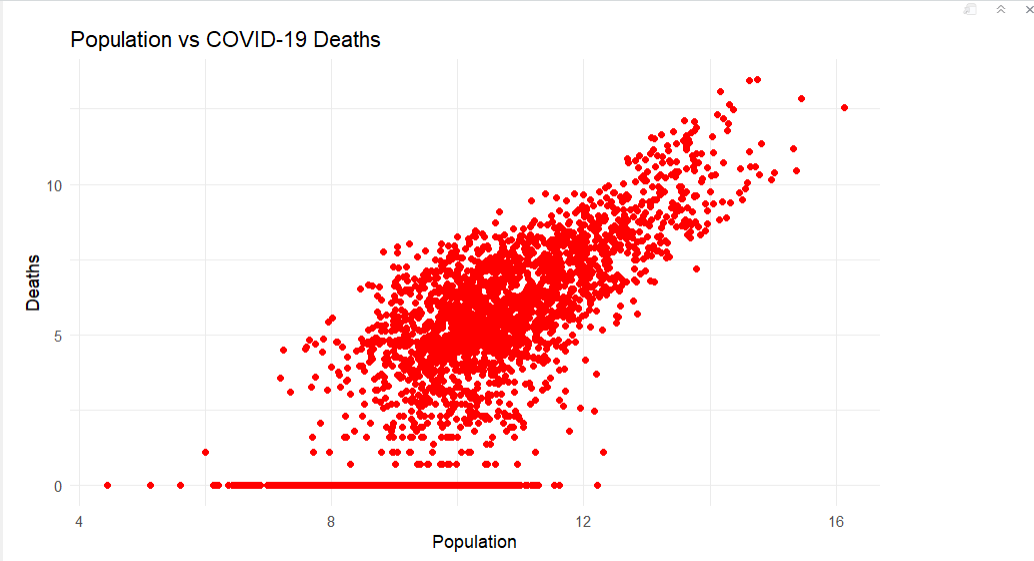 Population vs COVID-19 Deaths
Deaths
10
5
0
4 8 12 16
Population